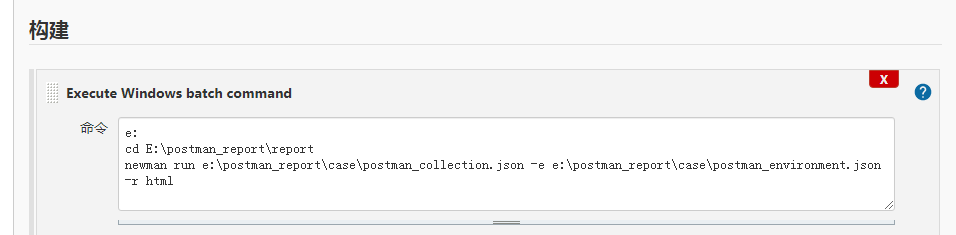 构建
Execute Windows batch command
X
?
命令
e:
cd E:\postman_report\report
newman run e:\postman_report\case\postman_collection.json -e e:\postman_report\case\postman_environment.json
-r html